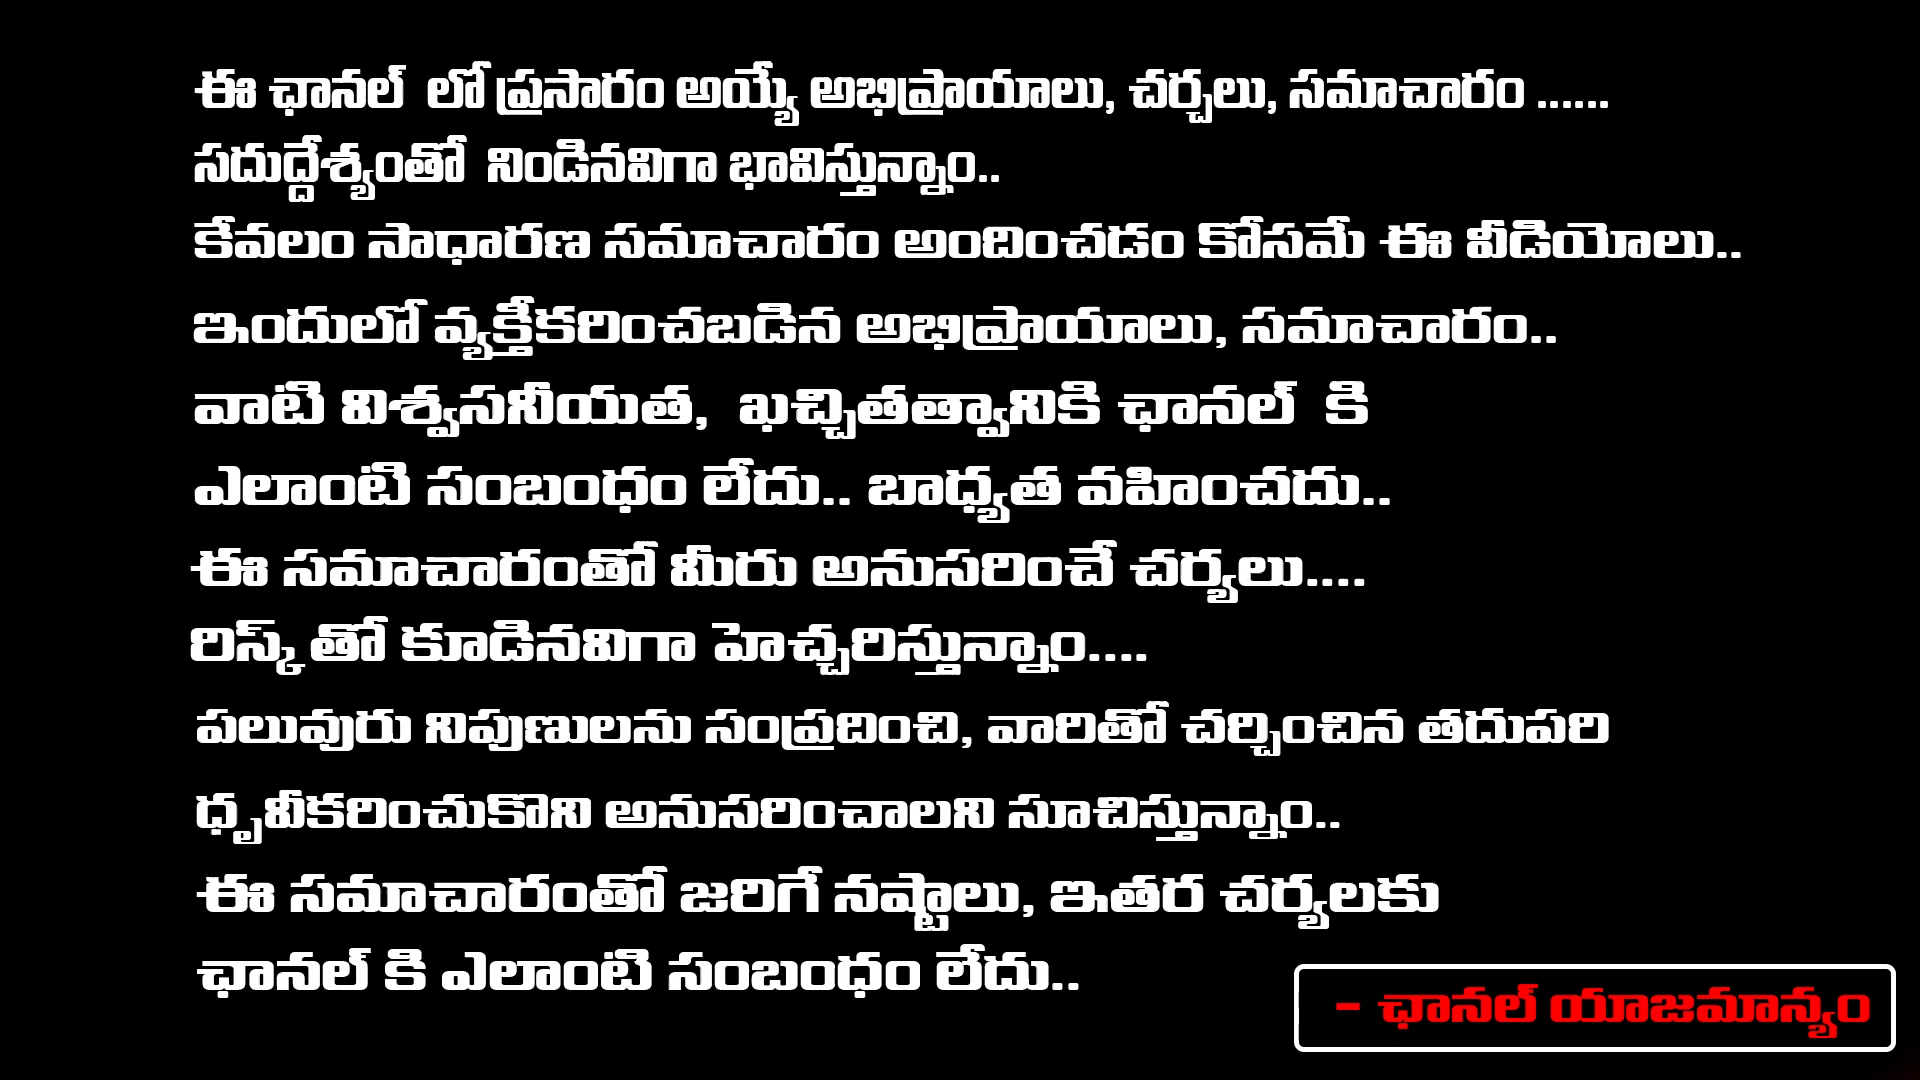 ఈ ఛానల్ లో ప్రసారం అయ్యే అభిప్రాయాలు, చర్చలు, సమాచారం ......
సదుద్దేశ్యంతో నిండినవిగా భావిస్తున్నాం..
కేవలం సాధారణ సమాచారం అందించడం కోసమే ఈ వీడియోలు..
ఇందులో వ్యక్తీకరించబడిన అభిప్రాయాలు, సమాచారం..
వాటి విశ్వసనీయత, ఖచ్చితత్వానికి ఛానల్ కి
ఎలాంటి సంబంధం లేదు.. బాధ్యత వహించదు..
ఈ సమాచారంతో మీరు అనుసరించే చర్యలు....
రిస్క్ తో కూడినవిగా హెచ్చరిస్తున్నాం....
పలువురు నిపుణులను సంప్రదించి, వారితో చర్చించిన తదుపరి
ధృవీకరించుకొని అనుసరించాలని సూచిస్తున్నాం..
ఈ సమాచారంతో జరిగే నష్టాలు, ఇతర చర్యలకు
ఛానల్ కి ఎలాంటి సంబంధం లేదు..
- ఛానల్ యాజమాన్యం